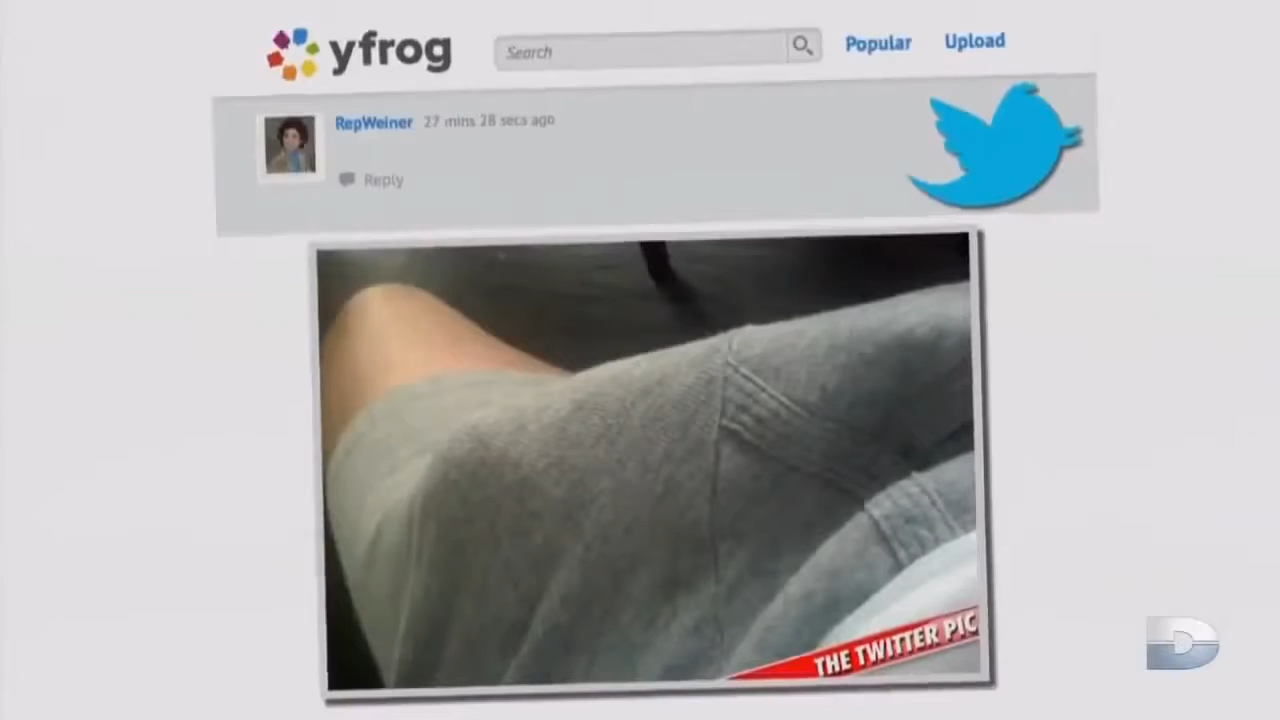 yfrog
Search
Popular
Upload
RepWeiner 27 mins 28 secs ago
Reply
THE TWITTER PIC
D